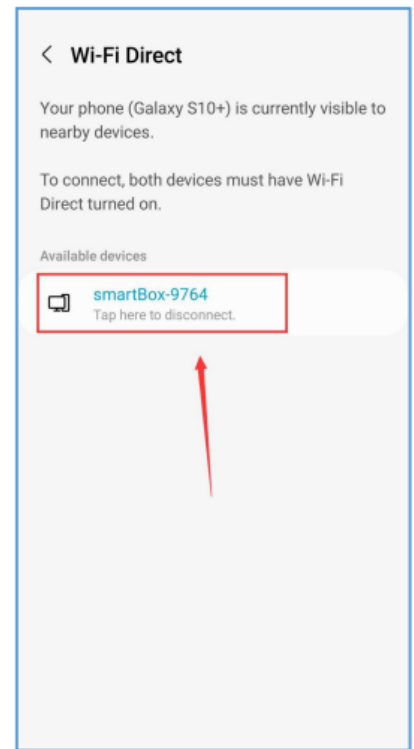 Wi-Fi Direct
Your phone (Galaxy S10+) is currently visible to
nearby devices.
To connect, both devices must have Wi-Fi
Direct turned on.
Available devices
smartBox-9764
Tap here to disconnect.